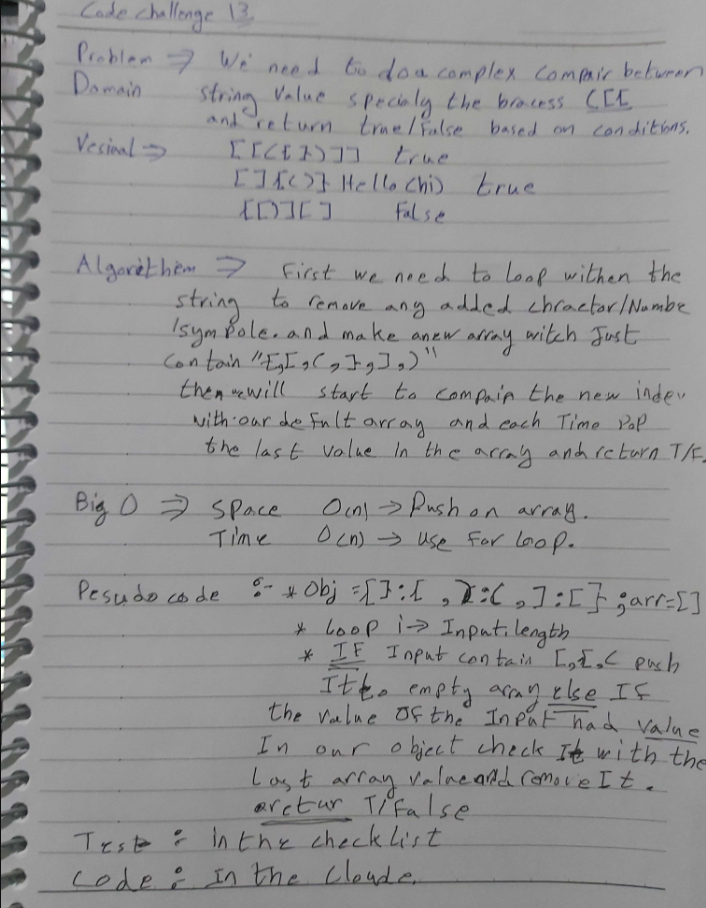 Code challenge 13
Problem => We need to do a complex compair between
Domain string value specialy the bracess ([{
and return true/false based on conditions.
Vesiual => [[({})]] true
[]{()} Hello (hi) true
{[)][] False
Algorithem => First we need to loop withen the
string to remove any added chractor/Numbe
/symbole. and make anew array witch Just
contain "{,[,(,},],)"
then we will start to compair the new index
with our defult array and each Time pop
the last value In the array and return T/F.
Big O => Space O(n) -> Push on array.
Time O(n) -> use For loop.
Pesudo code :- * Obj ={}:{ , ):( , ]:[} ; arr=[]
* Loop i-> Input.length
* IF Input contain [,{,( push
It to empty array else IF
the value OF the Input had value
In our object check It with the
Last array value and remove It.
retur T/False
Test : In the checklist
Code : In the Cloude.